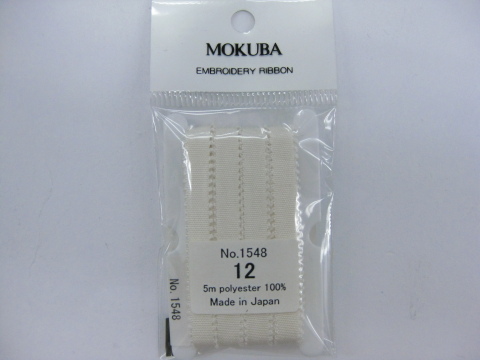 MOKUBA
EMBROIDERY RIBBON
No.1548
12
5m polyester 100%
Made in Japan
No. 1548